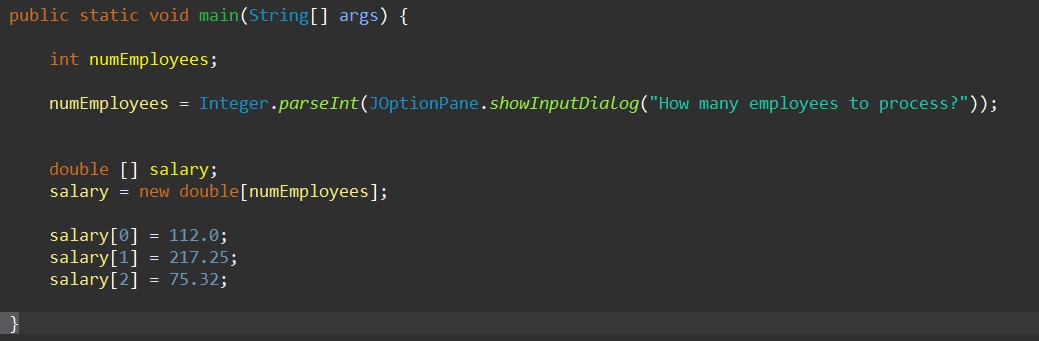 public static void main(String[] args) {
int numEmployees;
numEmployees = Integer.parseInt(JOptionPane.showInputDialog("How many employees to process?"));
double [] salary;
salary = new double[numEmployees];
salary[0] = 112.0;
salary[1] = 217.25;
salary[2] = 75.32;
}